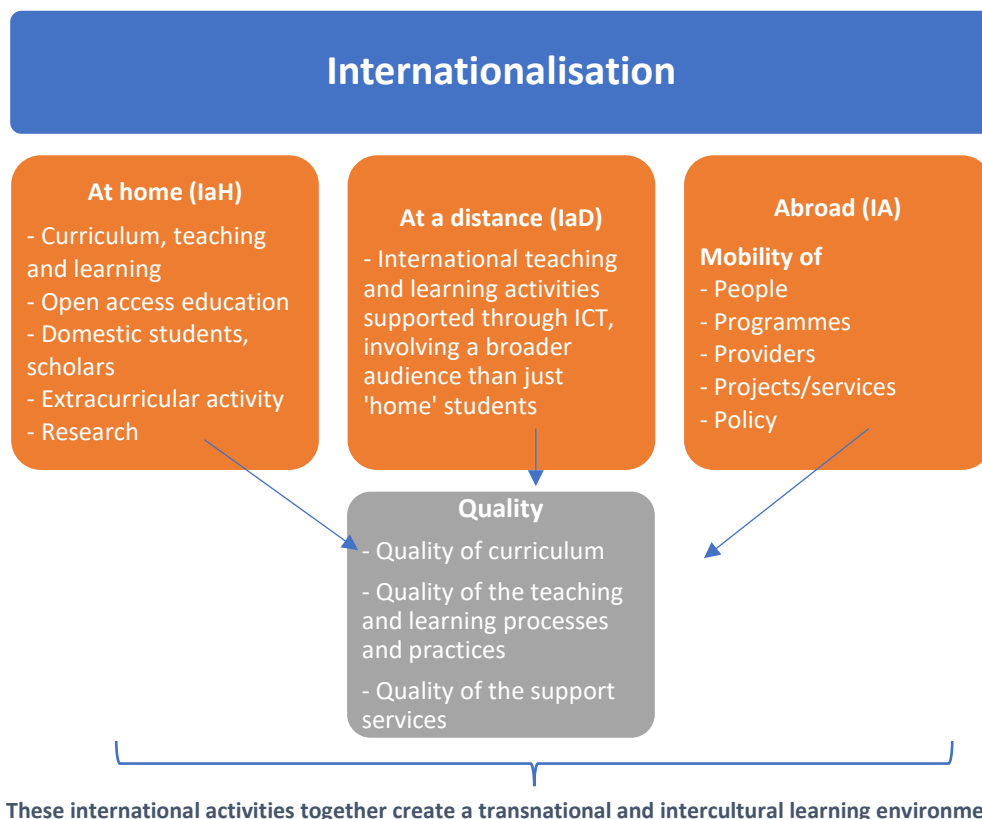 Internationalisation
At home (IaH)
- Curriculum, teaching
and learning
- Open access education
- Domestic students,
scholars
- Extracurricular activity
- Research
At a distance (IaD)
- International teaching
and learning activities
supported through ICT,
involving a broader
audience than just
'home' students
Abroad (IA)
Mobility of
- People
- Programmes
- Providers
- Projects/services
- Policy
Quality
- Quality of curriculum
- Quality of the teaching
and learning processes
and practices
- Quality of the support
services
These international activities together create a transnational and intercultural learning environme